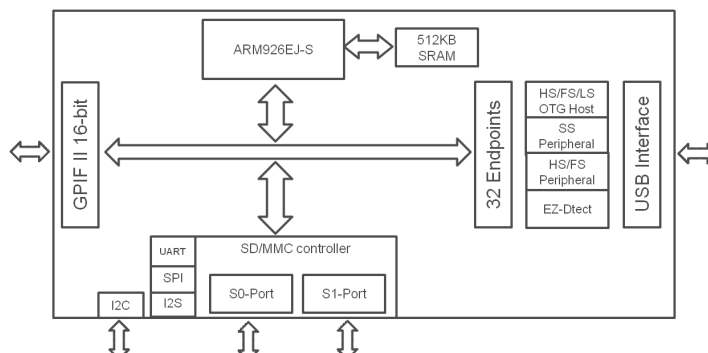 ARM926EJ-S
512KB
SRAM
GPIF II 16-bit
32 Endpoints
HS/FS/LS
OTG Host
SS
Peripheral
HS/FS
Peripheral
EZ-Dtect
USB Interface
UART
SPI
I2S
SD/MMC controller
S0-Port
S1-Port
I2C